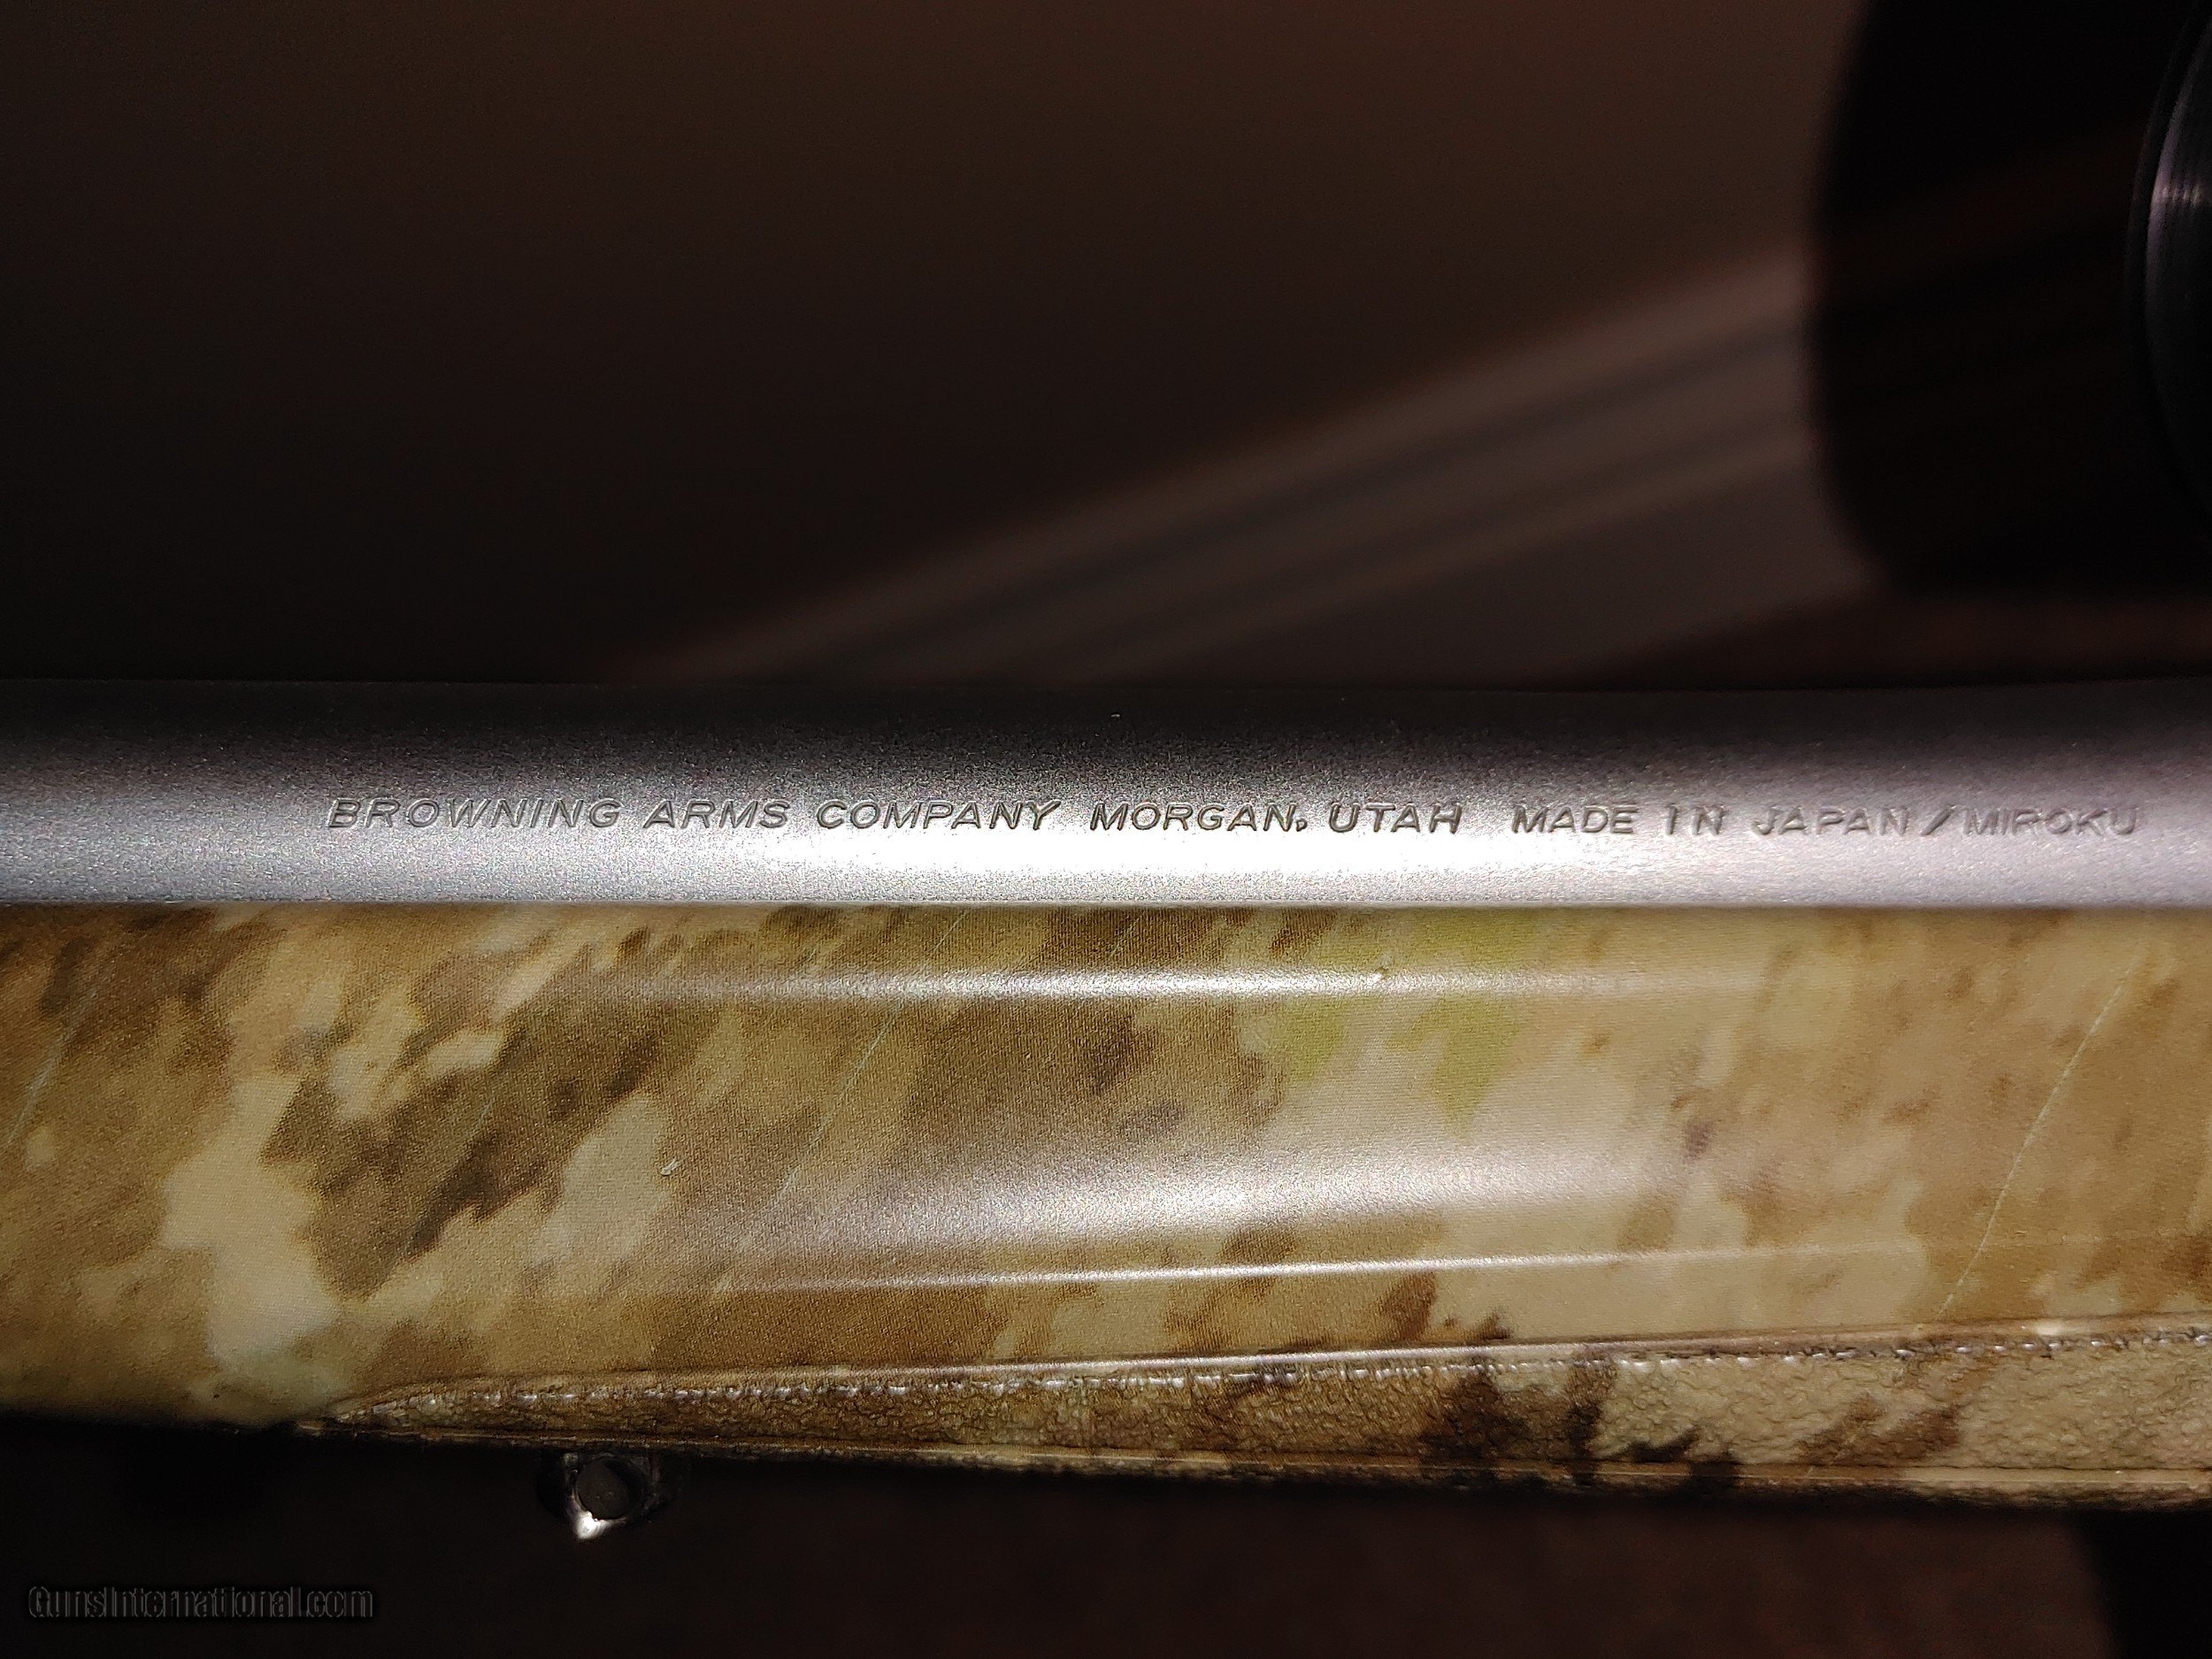 BROWNING ARMS COMPANY MORGAN, UTAH MADE IN JAPAN / MIROKU
GunsInternational.com